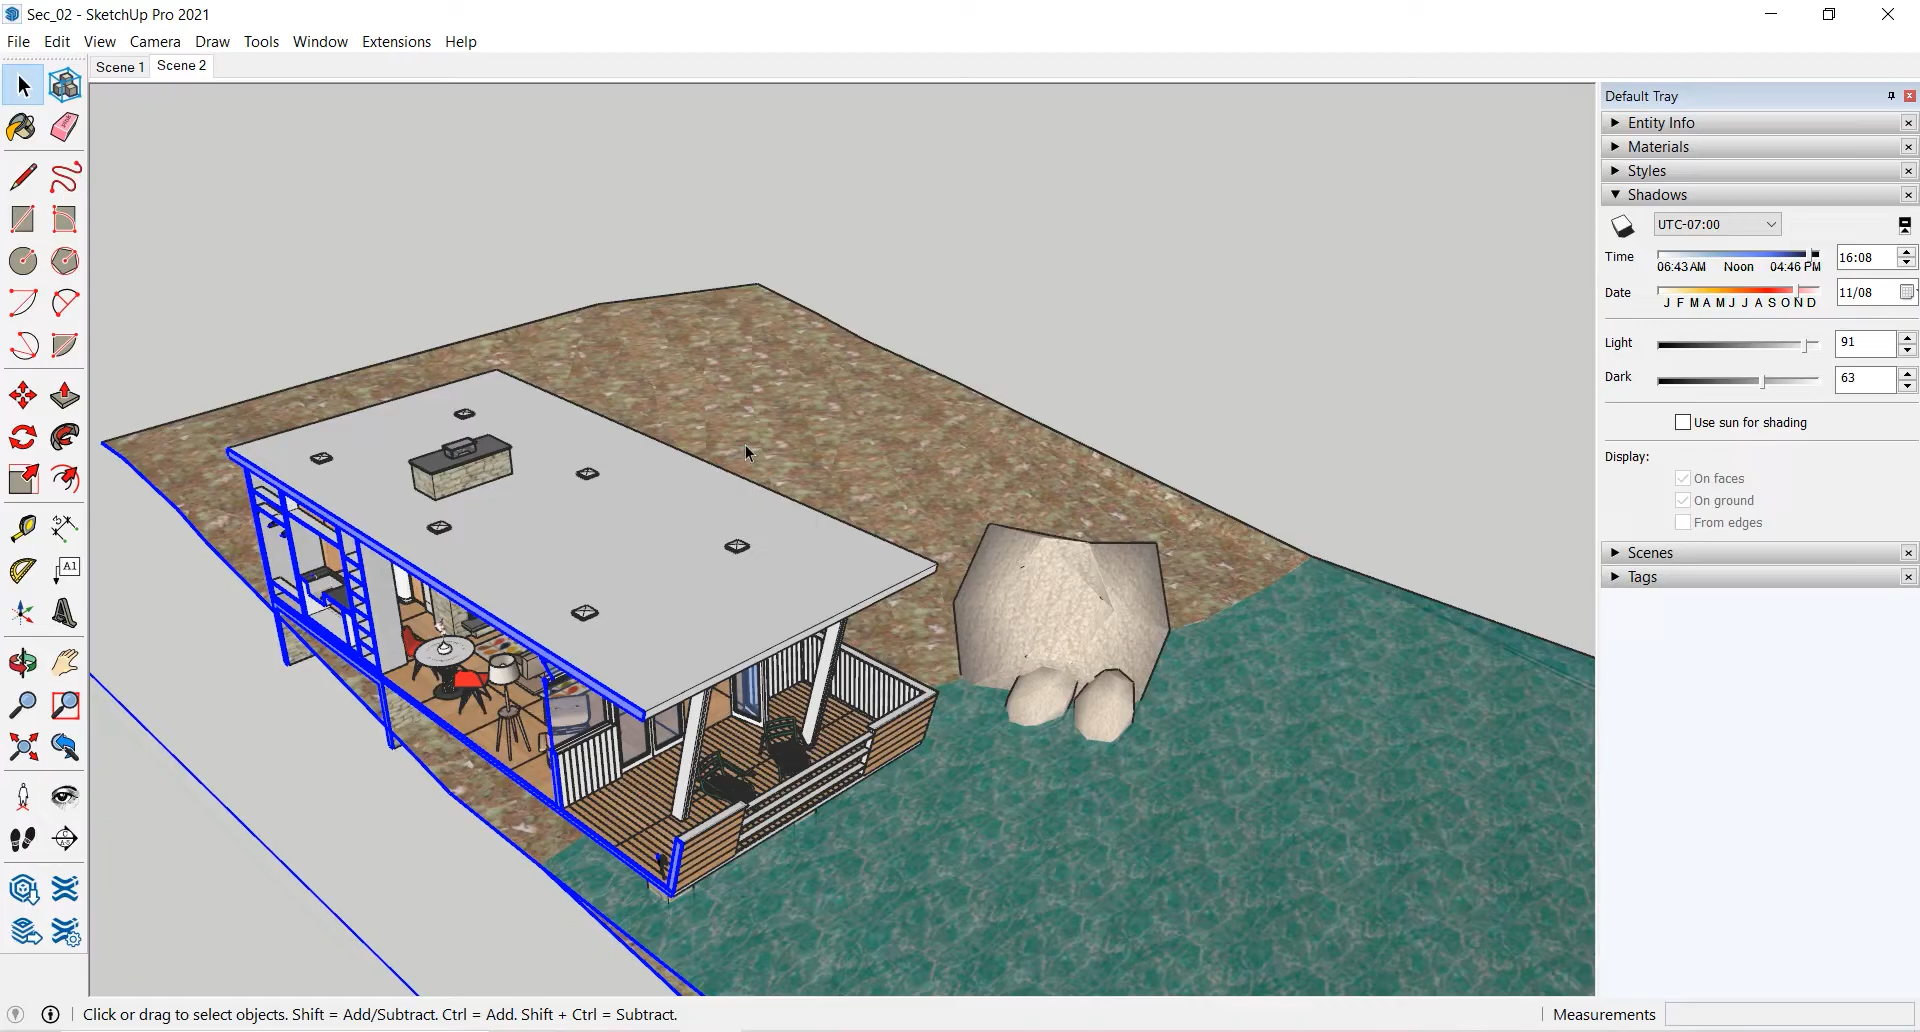 Sec_02 - SketchUp Pro 2021
File Edit View Camera Draw Tools Window Extensions Help
Scene 1 Scene 2
Default Tray
Entity Info
Materials
Styles
Shadows
UTC-07:00
Time 06:43 AM Noon 04:46 PM 16:08
Date J F M A M J J A S O N D 11/08
Light 91
Dark 63
Use sun for shading
Display:
On faces
On ground
From edges
Scenes
Tags
A1
Click or drag to select objects. Shift = Add/Subtract. Ctrl = Add. Shift + Ctrl = Subtract.
Measurements